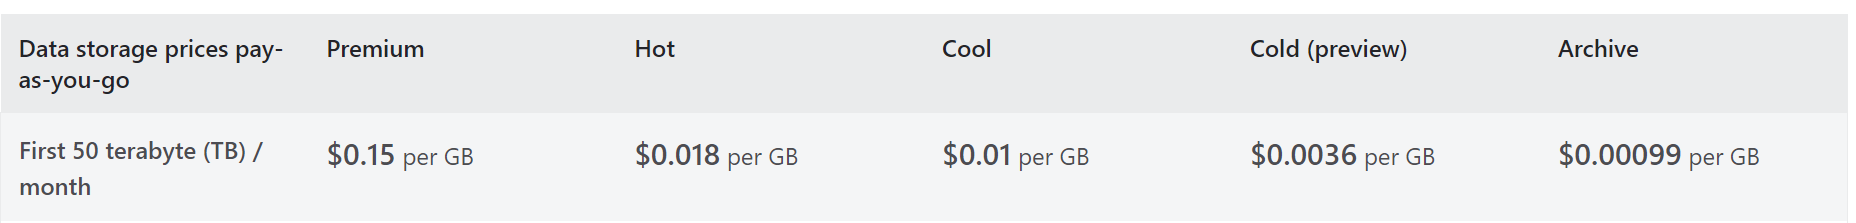 Data storage prices pay-
as-you-go
Premium
Hot
Cool
Cold (preview)
Archive
First 50 terabyte (TB) /
month
$0.15 per GB
$0.018 per GB
$0.01 per GB
$0.0036 per GB
$0.00099 per GB